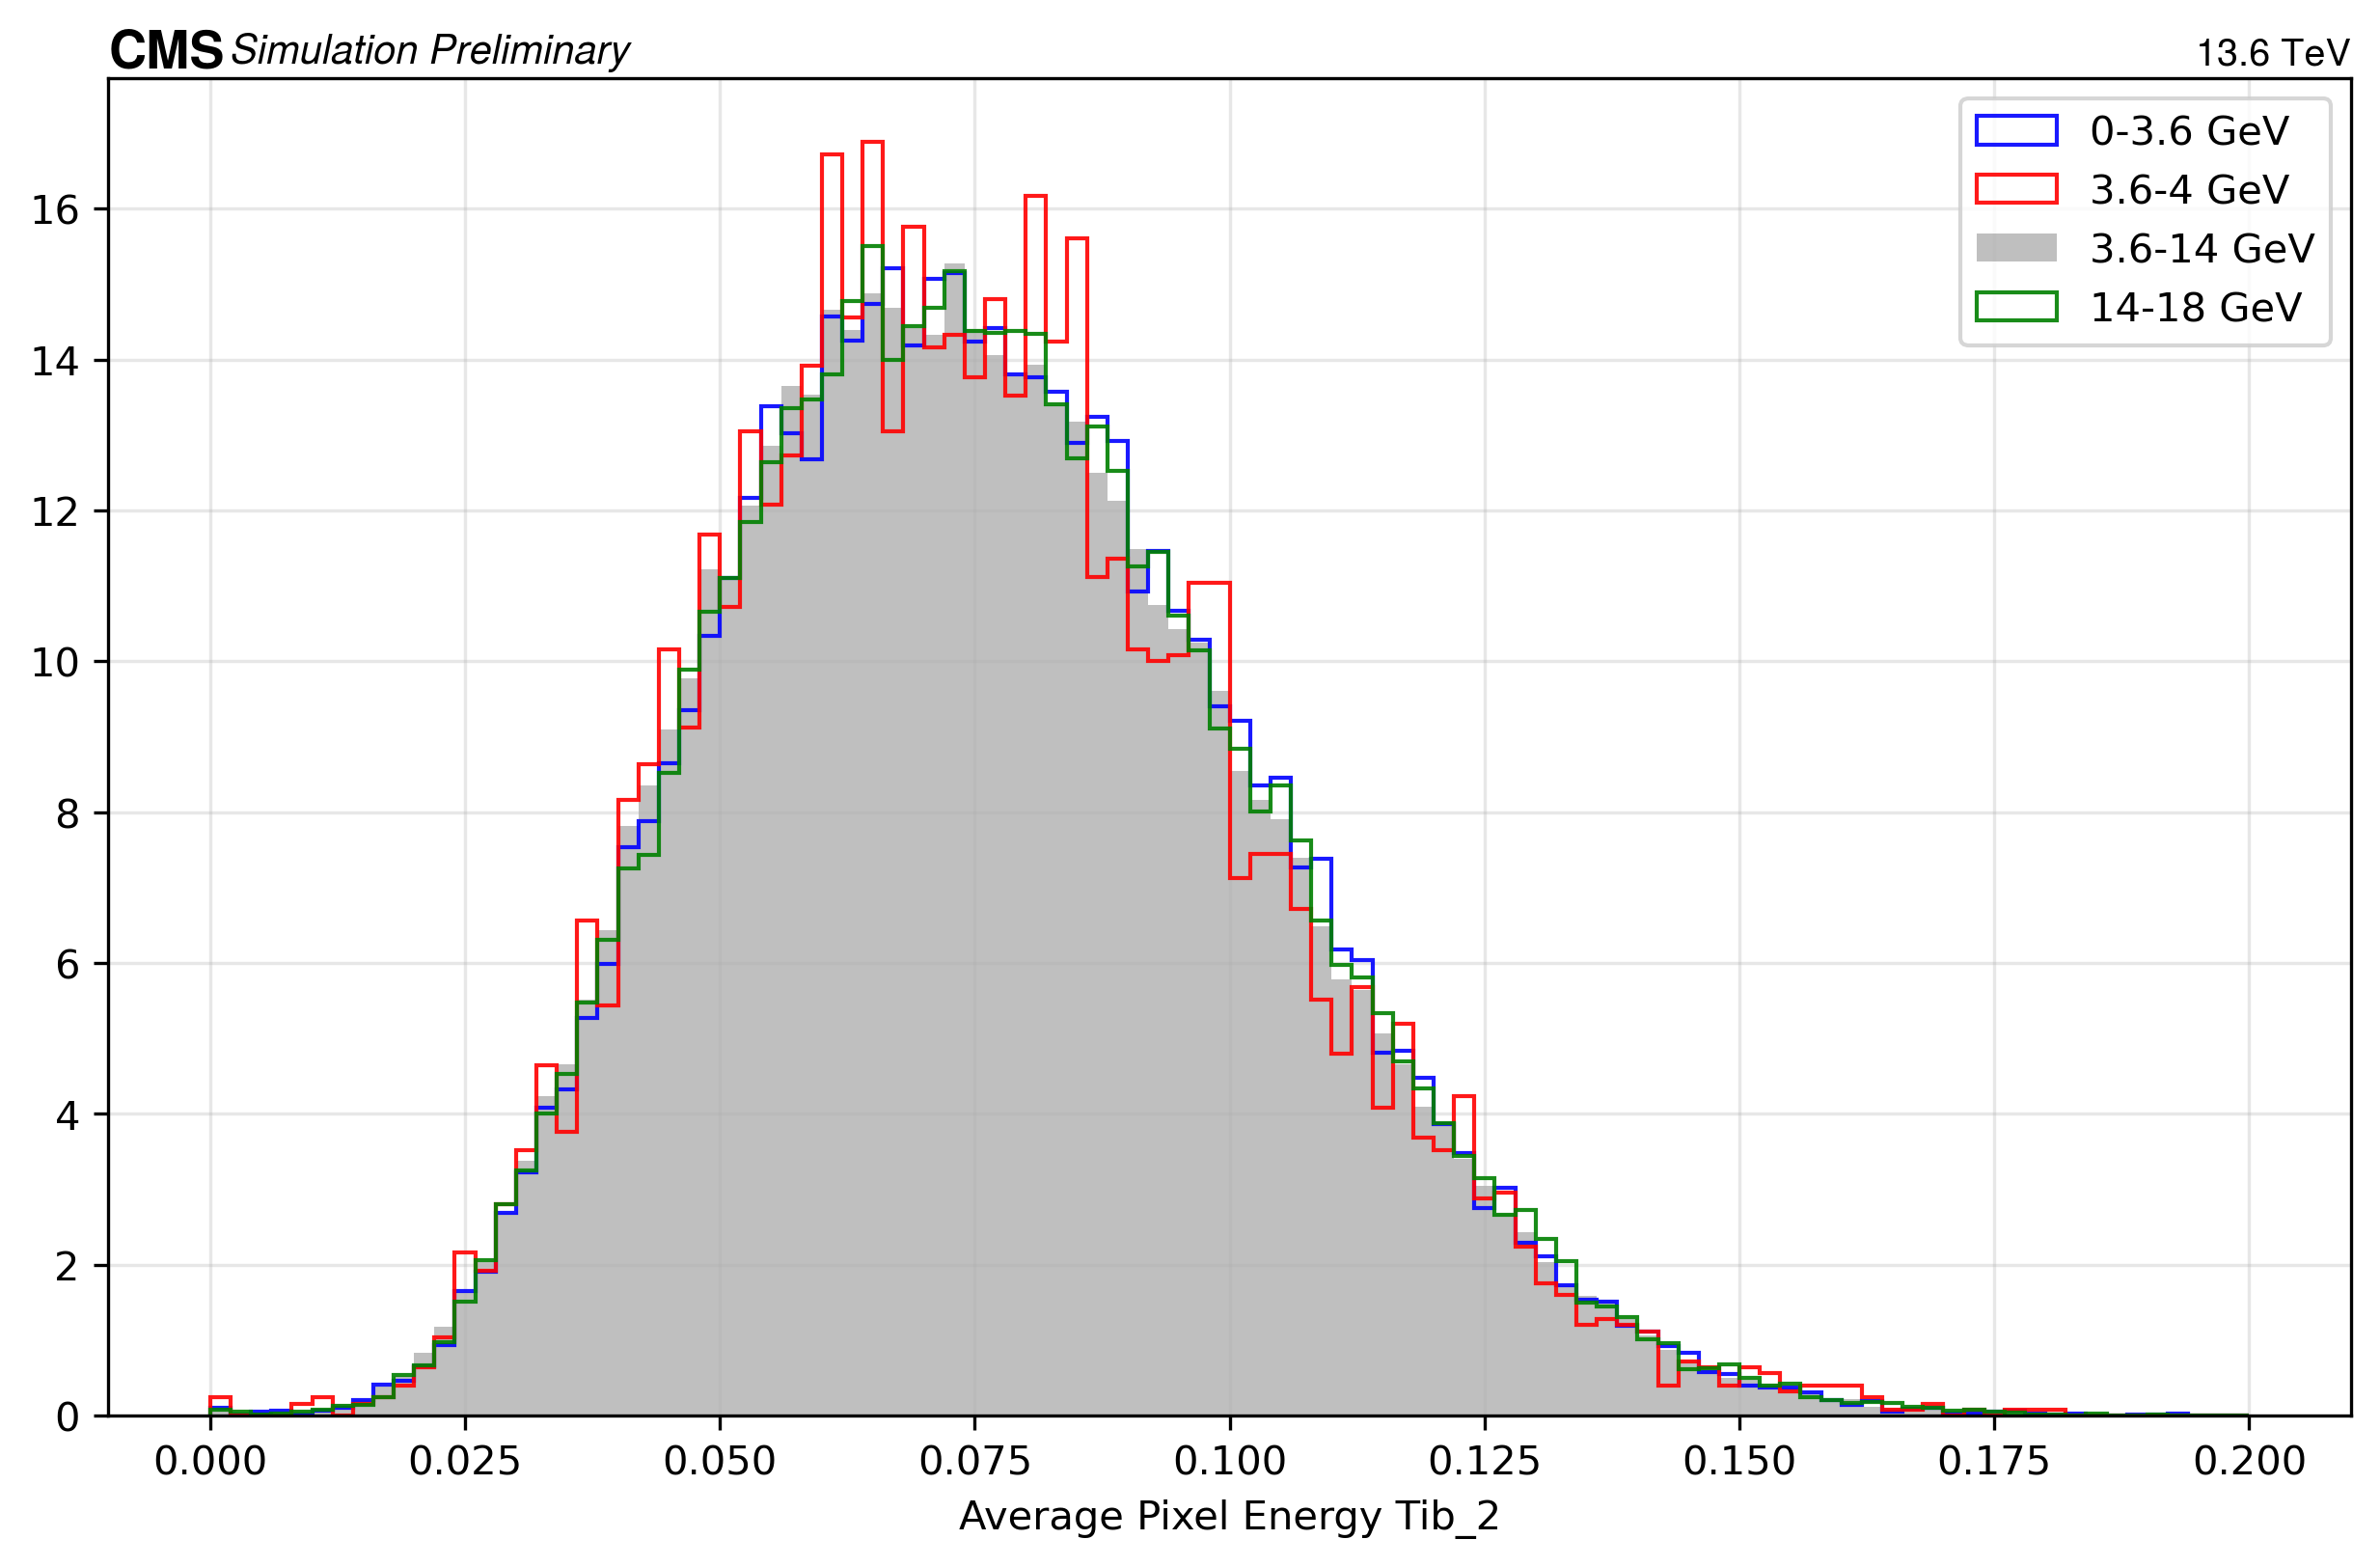 CMS Simulation Preliminary
13.6 TeV
0-3.6 GeV
3.6-4 GeV
3.6-14 GeV
14-18 GeV
16
14
12
10
8
6
4
2
0
0.000 0.025 0.050 0.075 0.100 0.125 0.150 0.175 0.200
Average Pixel Energy Tib_2